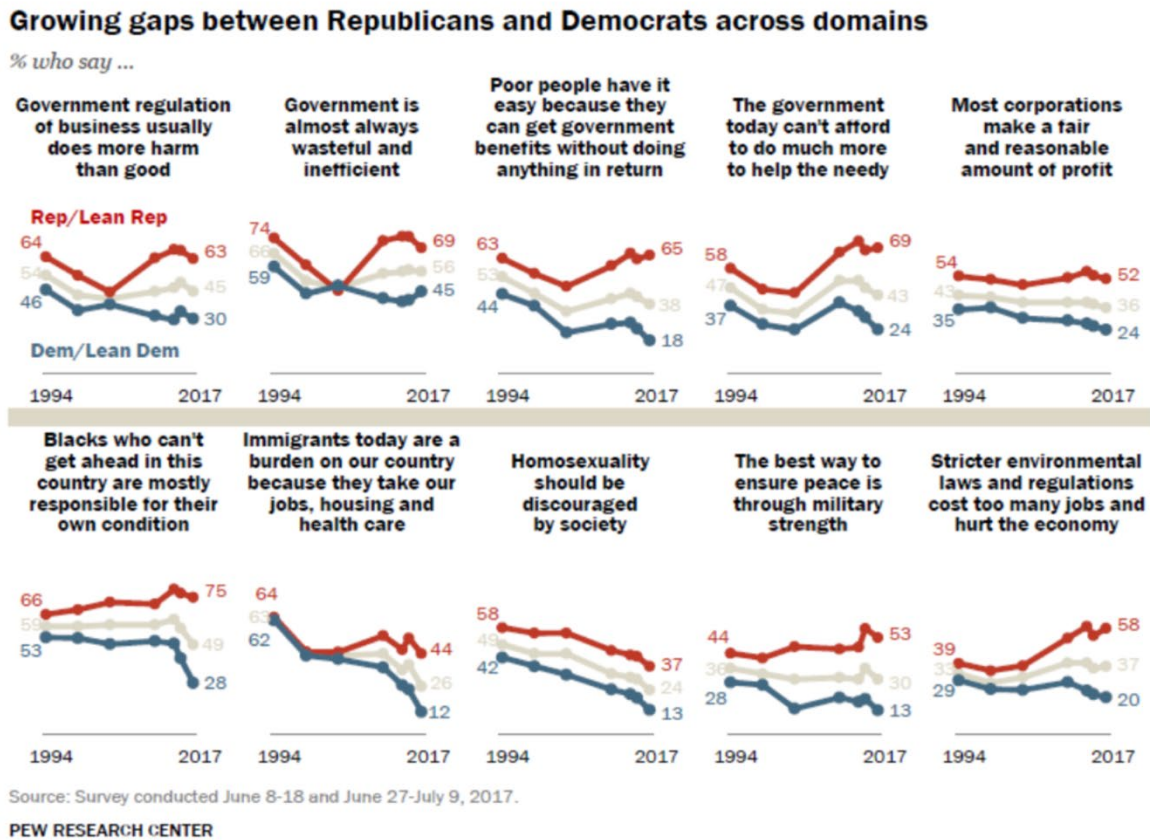 Growing gaps between Republicans and Democrats across domains
% who say ...
Government regulation
of business usually
does more harm
than good
Government is
almost always
wasteful and
inefficient
Poor people have it
easy because they
can get government
benefits without doing
anything in return
The government
today can't afford
to do much more
to help the needy
Most corporations
make a fair
and reasonable
amount of profit
Rep/Lean Rep
64
54
46
63
45
30
Dem/Lean Dem
1994 2017
74
66
59
69
56
45
1994 2017
63
53
44
65
38
18
1994 2017
58
47
37
69
43
24
1994 2017
54
43
35
52
36
24
1994 2017
Blacks who can't
get ahead in this
country are mostly
responsible for their
own condition
Immigrants today are a
burden on our country
because they take our
jobs, housing and
health care
Homosexuality
should be
discouraged
by society
The best way to
ensure peace is
through military
strength
Stricter environmental
laws and regulations
cost too many jobs and
hurt the economy
66
59
53
75
49
28
1994 2017
64
63
62
44
26
12
1994 2017
58
49
42
37
24
13
1994 2017
44
36
28
53
30
13
1994 2017
39
33
29
58
37
20
1994 2017
Source: Survey conducted June 8-18 and June 27-July 9, 2017.
PEW RESEARCH CENTER